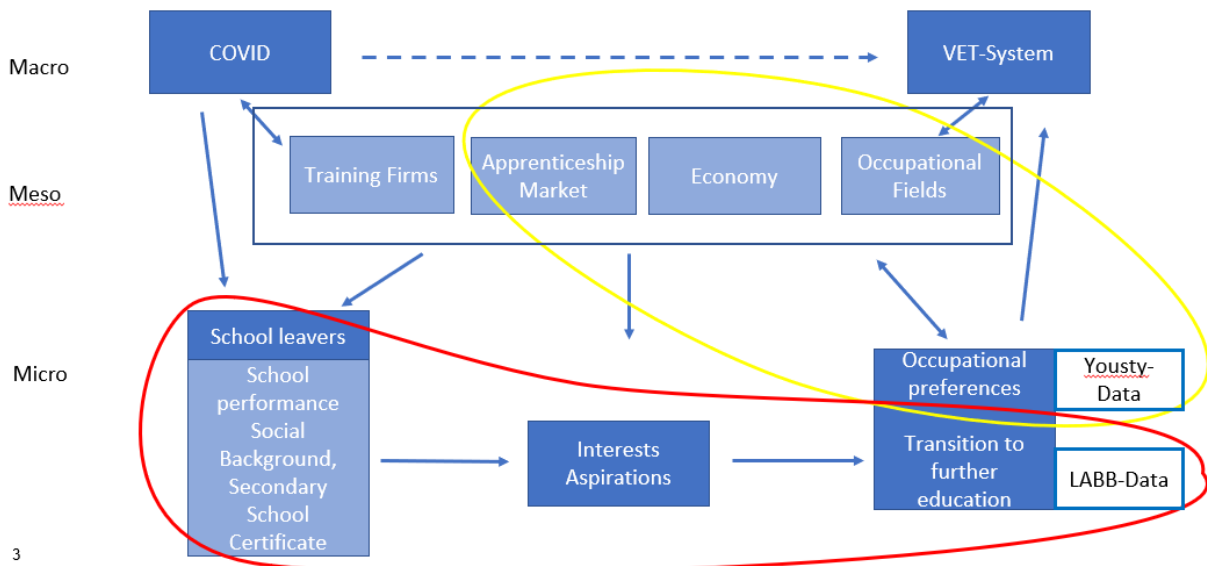 Macro
COVID
VET-System
Meso
Training Firms
Apprenticeship
Market
Economy
Occupational
Fields
Micro
School leavers
School
performance
Social
Background,
Secondary
School
Certificate
Interests
Aspirations
Occupational
preferences
Transition to
further
education
Yousty-
Data
LABB-Data
3